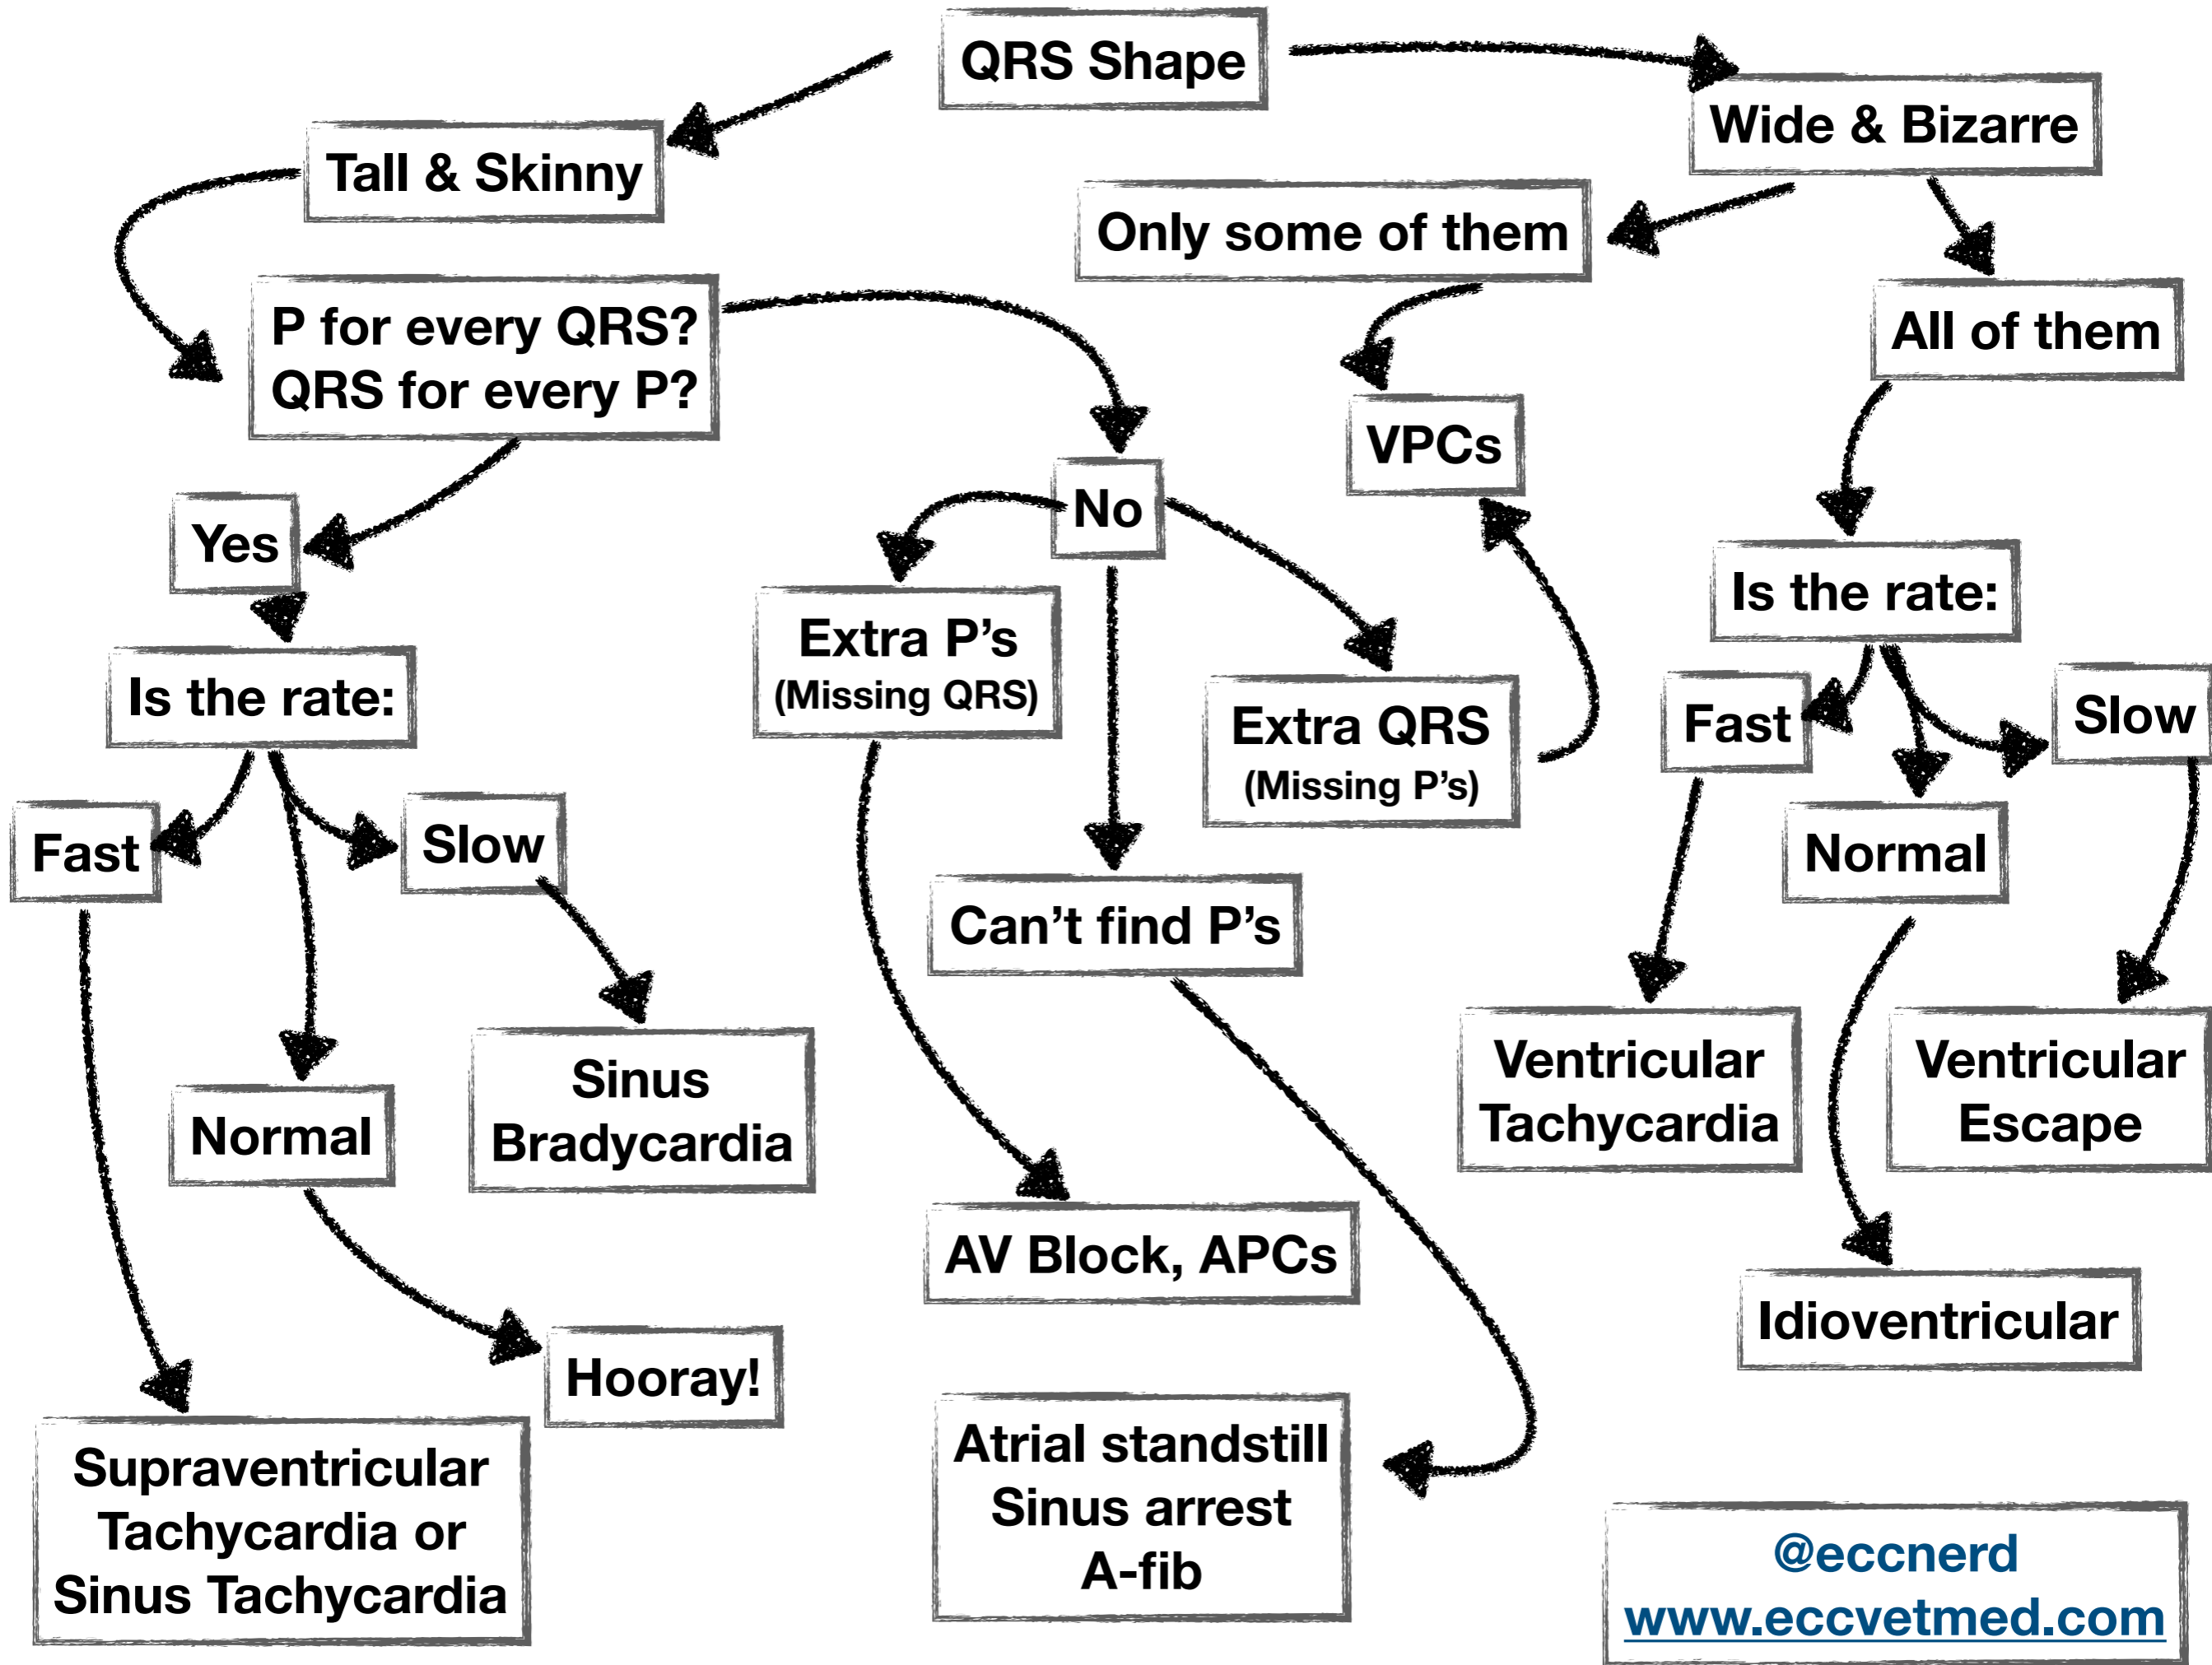 QRS Shape
Wide & Bizarre
Tall & Skinny
Only some of them
All of them
P for every QRS?
QRS for every P?
VPCs
No
Yes
Is the rate:
Extra P’s
(Missing QRS)
Is the rate:
Extra QRS
(Missing P’s)
Fast
Slow
Fast
Slow
Normal
Can’t find P’s
Ventricular
Tachycardia
Ventricular
Escape
Sinus
Bradycardia
Normal
AV Block, APCs
Idioventricular
Hooray!
Atrial standstill
Sinus arrest
A-fib
Supraventricular
Tachycardia or
Sinus Tachycardia
@eccnerd
www.eccvetmed.com